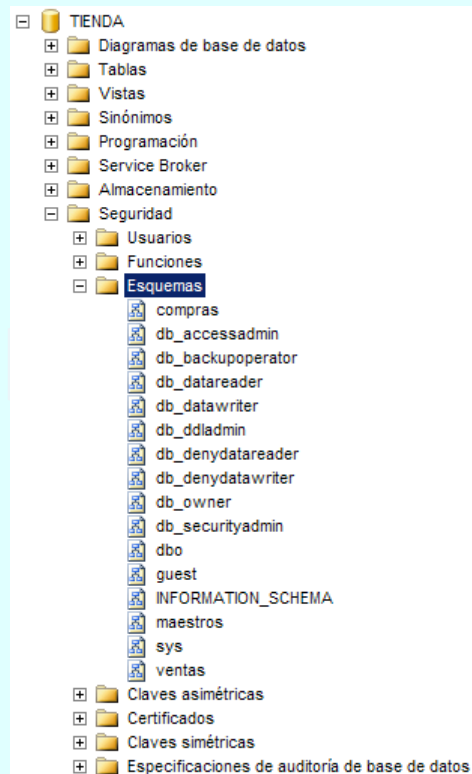 TIENDA
Diagramas de base de datos
Tablas
Vistas
Sinónimos
Programación
Service Broker
Almacenamiento
Seguridad
Usuarios
Funciones
Esquemas
compras
db_accessadmin
db_backupoperator
db_datareader
db_datawriter
db_ddladmin
db_denydatareader
db_denydatawriter
db_owner
db_securityadmin
dbo
guest
INFORMATION_SCHEMA
maestros
sys
ventas
Claves asimétricas
Certificados
Claves simétricas
Especificaciones de auditoría de base de datos